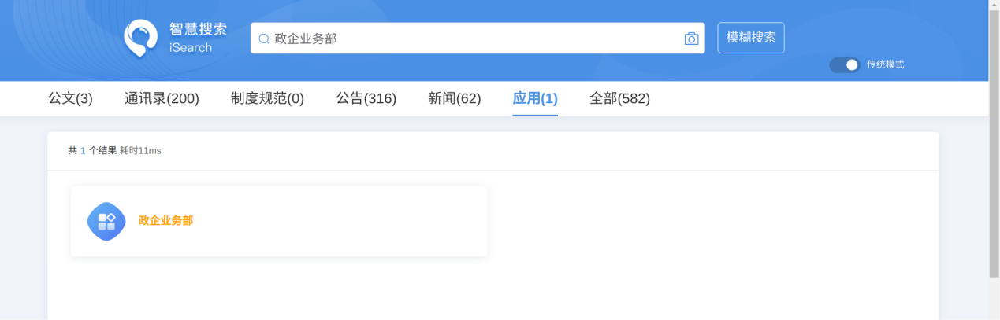 智慧搜索
iSearch
政企业务部
模糊搜索
传统模式
公文(3) 通讯录(200) 制度规范(0) 公告(316) 新闻(62) 应用(1) 全部(582)
共 1 个结果 耗时11ms
政企业务部